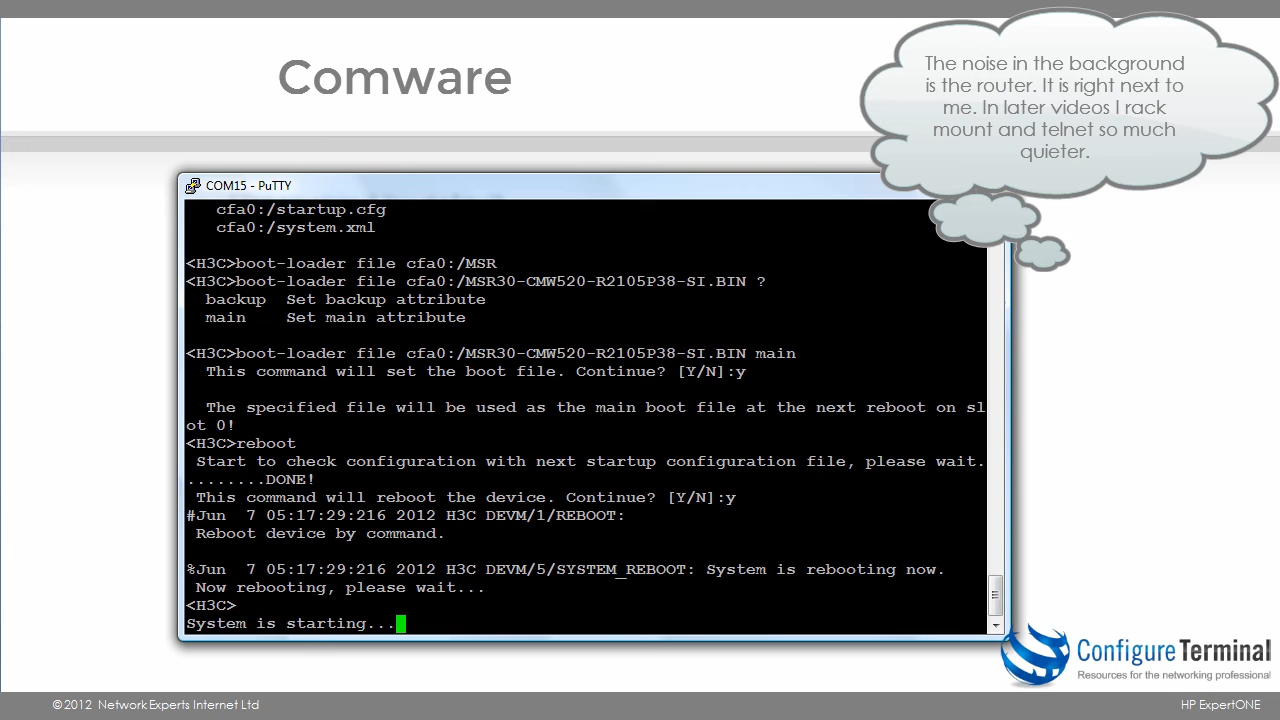 Comware
The noise in the background
is the router. It is right next to
me. In later videos I rack
mount and telnet so much
quieter.
COM15 - PuTTY
cfa0:/startup.cfg
cfa0:/system.xml
<H3C>boot-loader file cfa0:/MSR
<H3C>boot-loader file cfa0:/MSR30-CMW520-R2105P38-SI.BIN ?
backup  Set backup attribute
main    Set main attribute
<H3C>boot-loader file cfa0:/MSR30-CMW520-R2105P38-SI.BIN main
This command will set the boot file. Continue? [Y/N]:y
The specified file will be used as the main boot file at the next reboot on sl
ot 0!
<H3C>reboot
Start to check configuration with next startup configuration file, please wait.
........DONE!
This command will reboot the device. Continue? [Y/N]:y
#Jun  7 05:17:29:216 2012 H3C DEVM/1/REBOOT:
Reboot device by command.
%Jun  7 05:17:29:216 2012 H3C DEVM/5/SYSTEM_REBOOT: System is rebooting now.
Now rebooting, please wait...
<H3C>
System is starting...
Configure Terminal
Resources for the networking professional
©2012 Network Experts Internet Ltd
HP ExpertONE